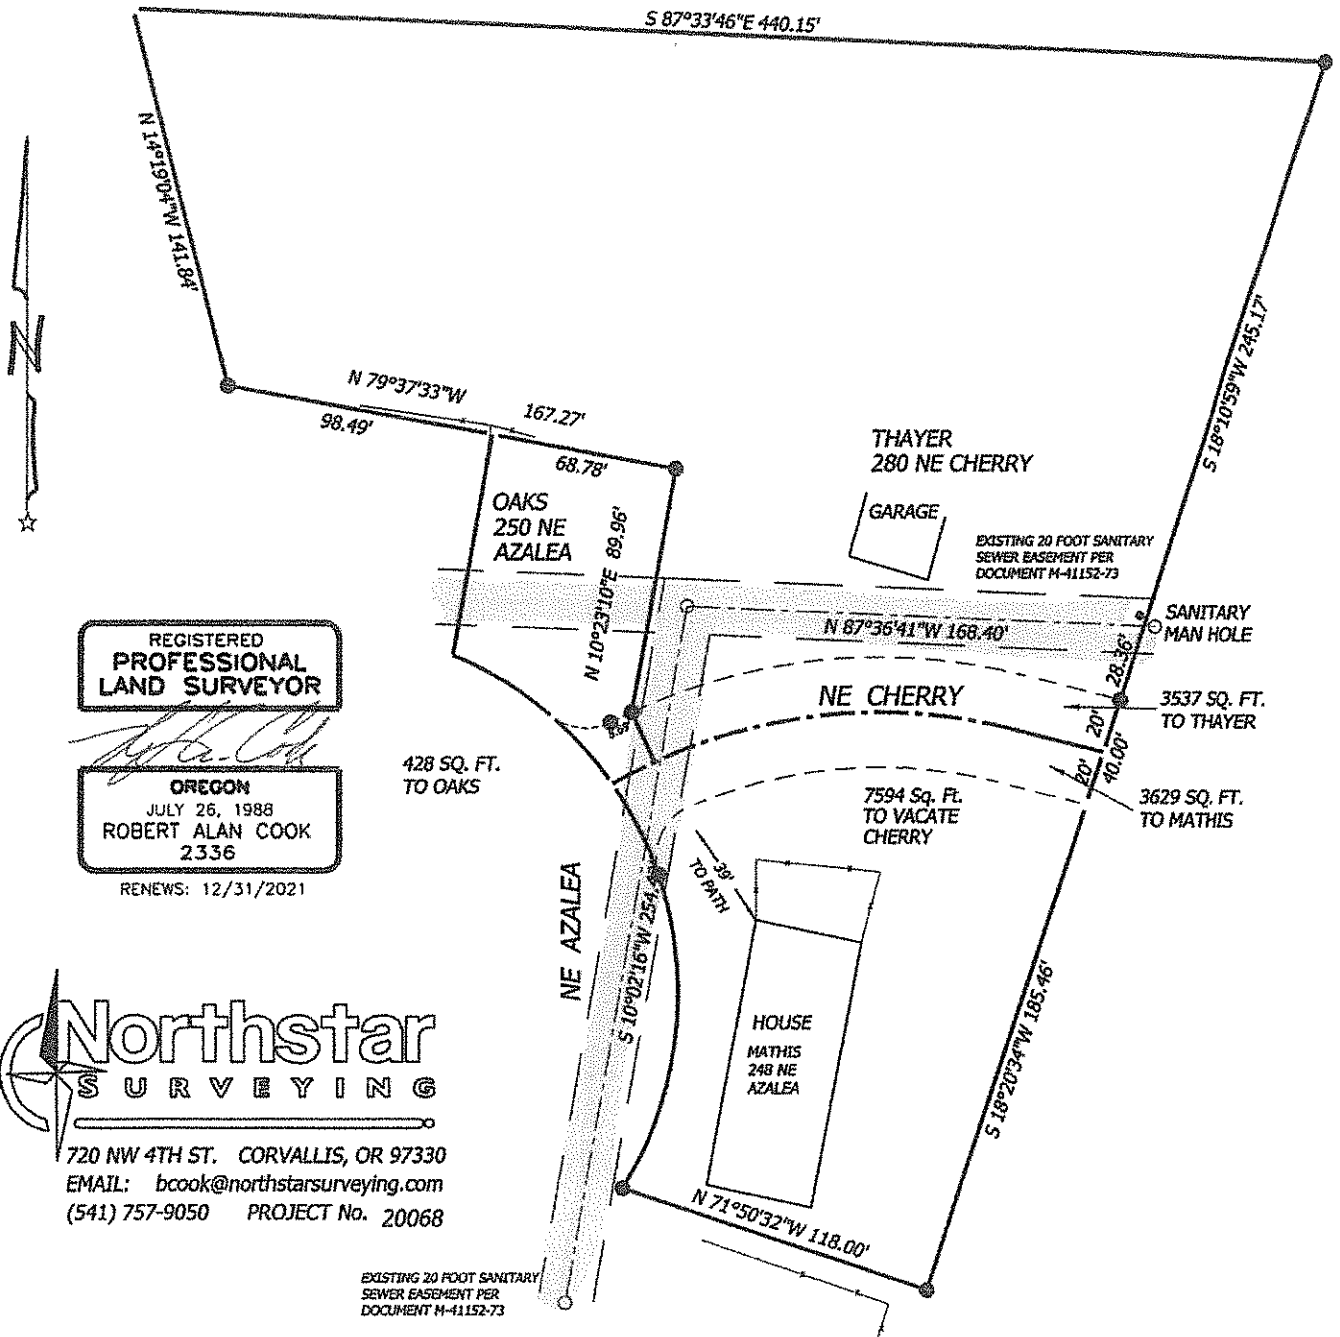 S 87°33'46"E 440.15'
N 14°19'04"W 141.84'
N
N 79°37'33"W
167.27'
98.49'
68.78'
S 18°10'59"W 245.17'
THAYER
280 NE CHERRY
GARAGE
OAKS
250 NE
AZALEA
N 10°23'10"E 89.96'
EXISTING 20 FOOT SANITARY
SEWER EASEMENT PER
DOCUMENT M-41152-73
SANITARY
MAN HOLE
N 87°36'41"W 168.40'
28.36'
NE CHERRY
3537 SQ. FT.
TO THAYER
20'
20'
40.00'
REGISTERED
PROFESSIONAL
LAND SURVEYOR
OREGON
JULY 26, 1988
ROBERT ALAN COOK
2336
RENEWS: 12/31/2021
428 SQ. FT.
TO OAKS
7594 Sq. Ft.
TO VACATE
CHERRY
3629 SQ. FT.
TO MATHIS
39'
TO PATH
NE AZALEA
S 10°02'16"W 254.
HOUSE
MATHIS
248 NE
AZALEA
S 18°20'34"W 185.46'
N 71°50'32"W 118.00'
Northstar
SURVEYING
720 NW 4TH ST. CORVALLIS, OR 97330
EMAIL: bcook@northstarsurveying.com
(541) 757-9050 PROJECT No. 20068
EXISTING 20 FOOT SANITARY
SEWER EASEMENT PER
DOCUMENT M-41152-73